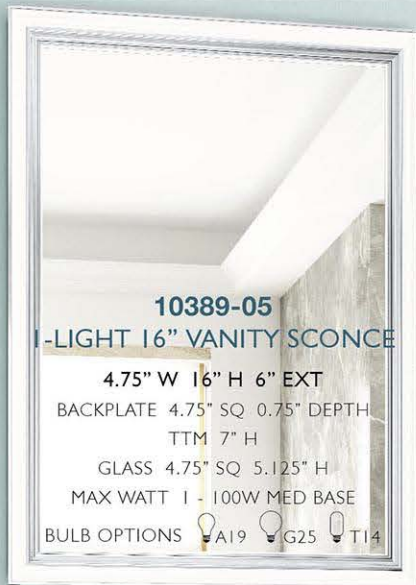 10389-05
1-LIGHT 16” VANITY SCONCE
4.75” W 16” H 6” EXT
BACKPLATE 4.75” SQ 0.75” DEPTH
TTM 7” H
GLASS 4.75” SQ 5.125” H
MAX WATT 1 - 100W MED BASE
BULB OPTIONS A19 G25 T14